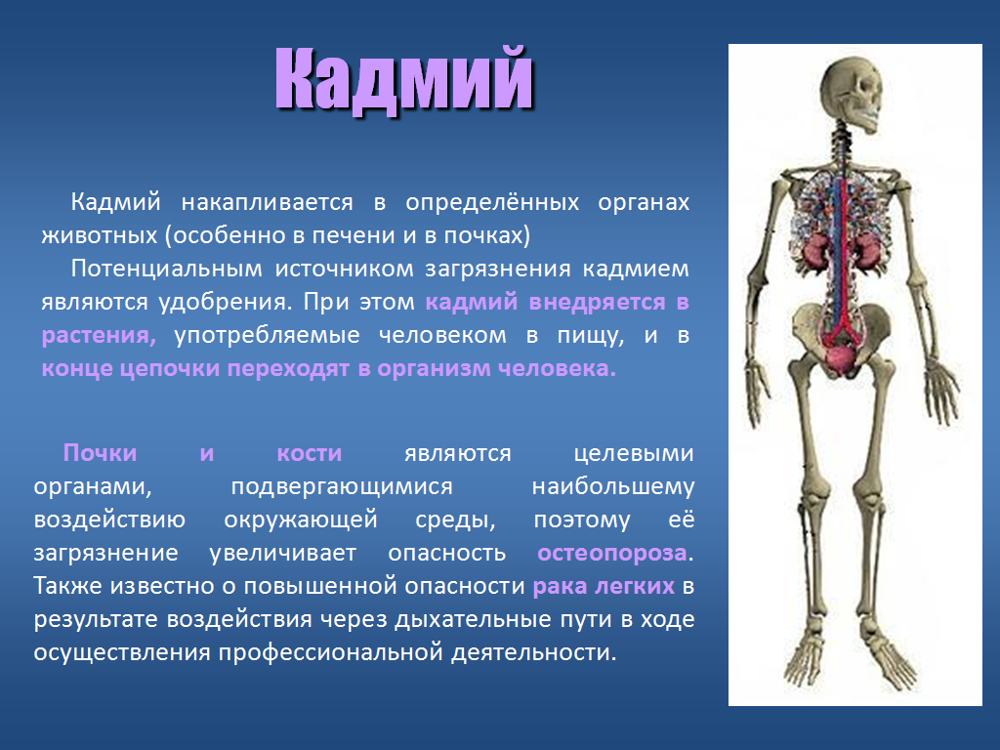 Кадмий
Кадмий накапливается в определённых органах
животных (особенно в печени и в почках)
Потенциальным источником загрязнения кадмием
являются удобрения. При этом кадмий внедряется в
растения, употребляемые человеком в пищу, и в
конце цепочки переходят в организм человека.
Почки и кости являются целевыми
органами, подвергающимися наибольшему
воздействию окружающей среды, поэтому её
загрязнение увеличивает опасность остеопороза.
Также известно о повышенной опасности рака легких в
результате воздействия через дыхательные пути в ходе
осуществления профессиональной деятельности.